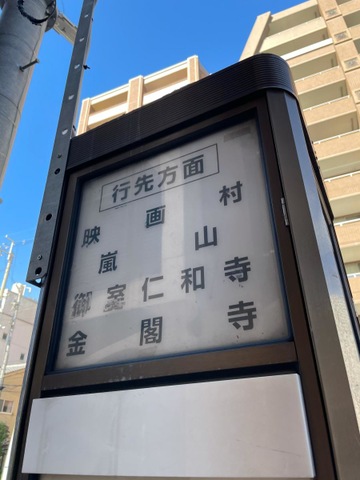 行先方面
映画村
嵐山
御室仁和寺
金閣寺